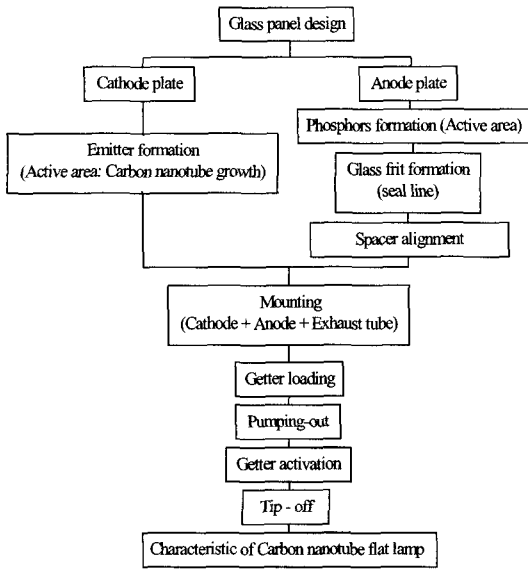 Glass panel design
Cathode plate
Anode plate
Phosphors formation (Active area)
Emitter formation
(Active area: Carbon nanotube growth)
Glass frit formation
(seal line)
Spacer alignment
Mounting
(Cathode + Anode + Exhaust tube)
Getter loading
Pumping-out
Getter activation
Tip - off
Characteristic of Carbon nanotube flat lamp